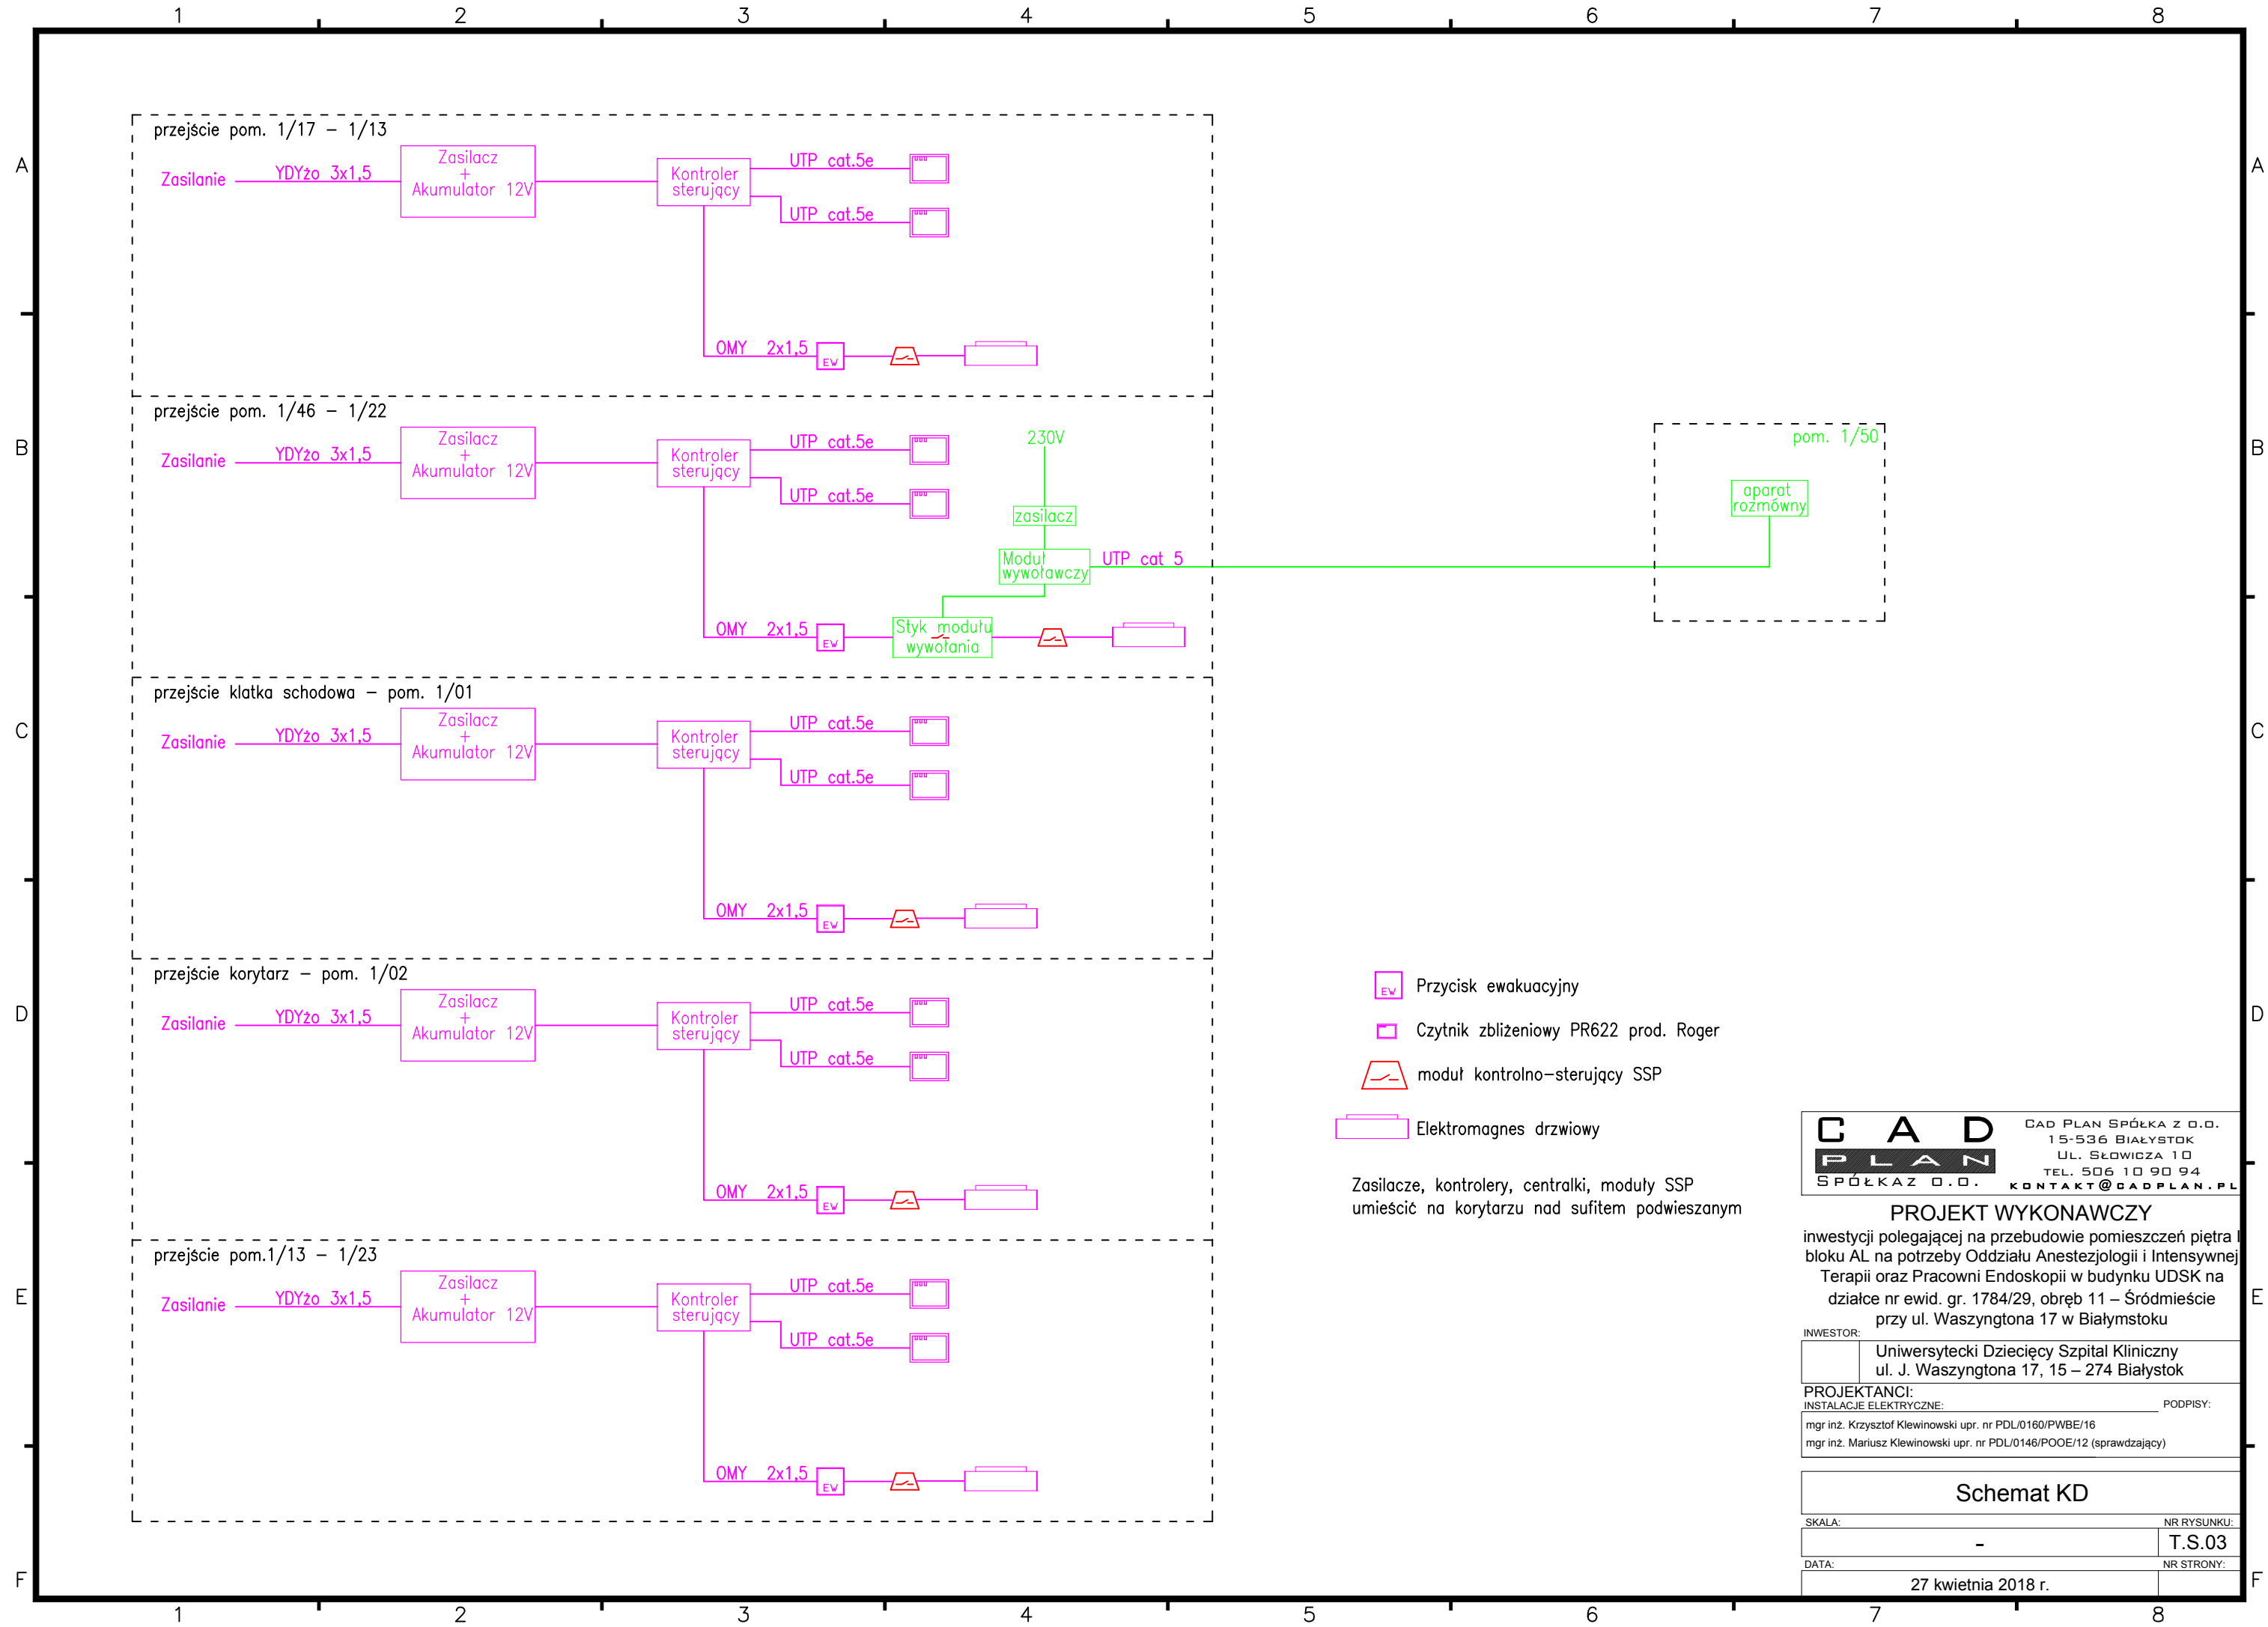 1 2 3 4 5 6 7 8
A A
przejście pom. 1/17 – 1/13
Zasilanie
YDYżo 3x1,5
Zasilacz
+
Akumulator 12V
Kontroler
sterujący
UTP cat.5e
UTP cat.5e
OMY 2x1,5
EW
B B
przejście pom. 1/46 – 1/22
Zasilanie
YDYżo 3x1,5
Zasilacz
+
Akumulator 12V
Kontroler
sterujący
UTP cat.5e
UTP cat.5e
OMY 2x1,5
EW
230V
zasilacz
Moduł
wywoławczy
UTP cat 5
Styk modułu
wywołania
pom. 1/50
aparat
rozmówny
C C
przejście klatka schodowa – pom. 1/01
Zasilanie
YDYżo 3x1,5
Zasilacz
+
Akumulator 12V
Kontroler
sterujący
UTP cat.5e
UTP cat.5e
OMY 2x1,5
EW
D D
przejście korytarz – pom. 1/02
Zasilanie
YDYżo 3x1,5
Zasilacz
+
Akumulator 12V
Kontroler
sterujący
UTP cat.5e
UTP cat.5e
OMY 2x1,5
EW
E E
przejście pom.1/13 – 1/23
Zasilanie
YDYżo 3x1,5
Zasilacz
+
Akumulator 12V
Kontroler
sterujący
UTP cat.5e
UTP cat.5e
OMY 2x1,5
EW
EW Przycisk ewakuacyjny
Czytnik zbliżeniowy PR622 prod. Roger
moduł kontrolno–sterujący SSP
Elektromagnes drzwiowy
Zasilacze, kontrolery, centralki, moduły SSP
umieścić na korytarzu nad sufitem podwieszanym
CAD
PLAN
SPÓŁKAZ O.O.
CAD PLAN SPÓŁKA Z O.O.
15-536 BIAŁYSTOK
UL. SŁOWICZA 10
TEL. 506 10 90 94
KONTAKT@CADPLAN.PL
PROJEKT WYKONAWCZY
inwestycji polegającej na przebudowie pomieszczeń piętra I
bloku AL na potrzeby Oddziału Anestezjologii i Intensywnej
Terapii oraz Pracowni Endoskopii w budynku UDSK na
działce nr ewid. gr. 1784/29, obręb 11 – Śródmieście
przy ul. Waszyngtona 17 w Białymstoku
INWESTOR:
Uniwersytecki Dziecięcy Szpital Kliniczny
ul. J. Waszyngtona 17, 15 – 274 Białystok
PROJEKTANCI:
INSTALACJE ELEKTRYCZNE: PODPISY:
mgr inż. Krzysztof Klewinowski upr. nr PDL/0160/PWBE/16
mgr inż. Mariusz Klewinowski upr. nr PDL/0146/POOE/12 (sprawdzający)
Schemat KD
SKALA: NR RYSUNKU:
- T.S.03
DATA: NR STRONY:
27 kwietnia 2018 r.
F F
1 2 3 4 5 6 7 8